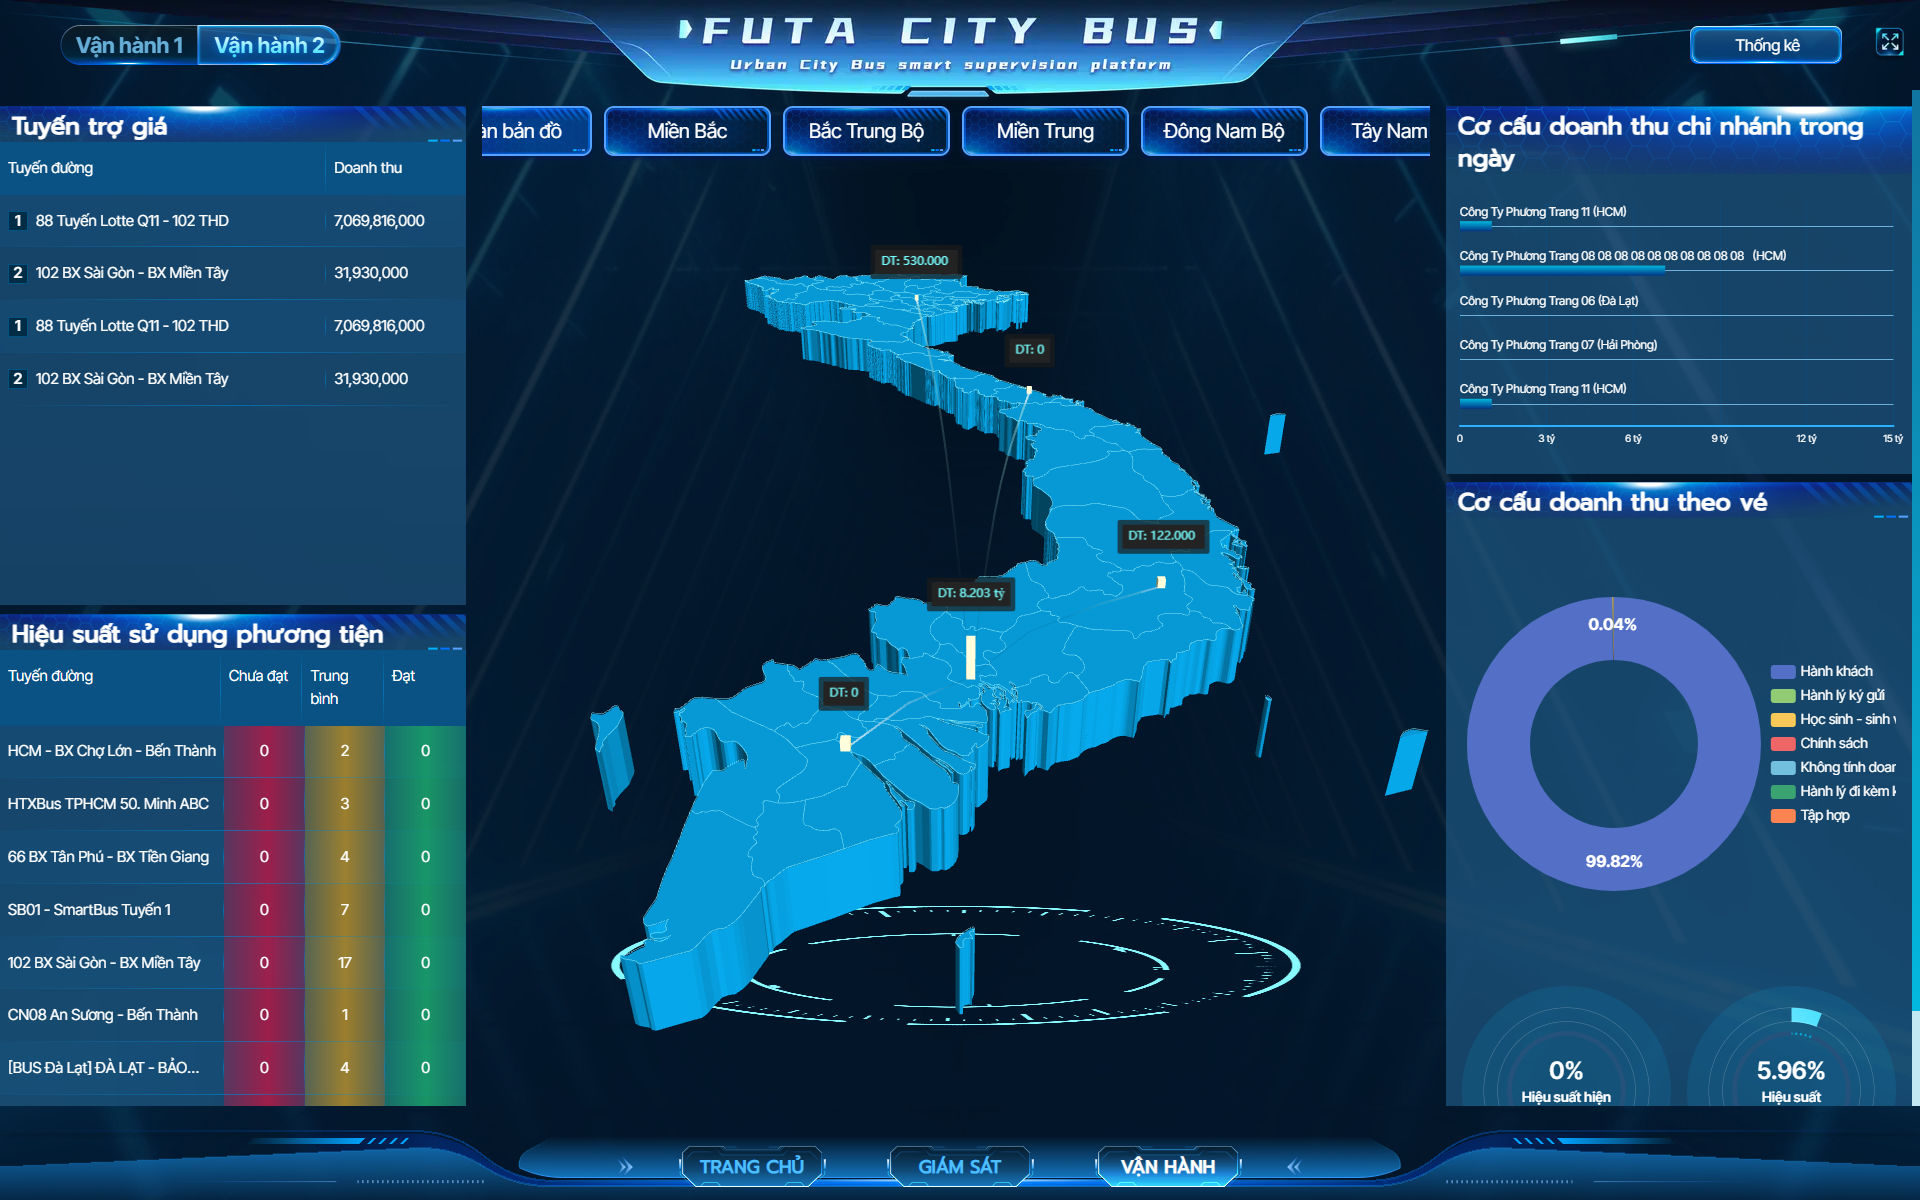 Vận hành 1
Vận hành 2
FUTA CITY BUS
Urban City Bus smart supervision platform
Thống kê
Tuyến trợ giá
Tuyến đường Doanh thu
1 88 Tuyến Lotte Q11 - 102 THD 7,069,816,000
2 102 BX Sài Gòn - BX Miền Tây 31,930,000
1 88 Tuyến Lotte Q11 - 102 THD 7,069,816,000
2 102 BX Sài Gòn - BX Miền Tây 31,930,000
Hiệu suất sử dụng phương tiện
Tuyến đường Chưa đạt Trung bình Đạt
HCM - BX Chợ Lớn - Bến Thành 0 2 0
HTXBus TPHCM 50. Minh ABC 0 3 0
66 BX Tân Phú - BX Tiền Giang 0 4 0
SB01 - SmartBus Tuyến 1 0 7 0
102 BX Sài Gòn - BX Miền Tây 0 17 0
CN08 An Sương - Bến Thành 0 1 0
[BUS Đà Lạt] ĐÀ LẠT - BẢO... 0 4 0
àn bản đồ
Miền Bắc
Bắc Trung Bộ
Miền Trung
Đông Nam Bộ
Tây Nam
DT: 530.000
DT: 0
DT: 122.000
DT: 8.203 tỷ
DT: 0
Cơ cấu doanh thu chi nhánh trong
ngày
Công Ty Phương Trang 11 (HCM)
Công Ty Phương Trang 08 08 08 08 08 08 08 08 08 08 (HCM)
Công Ty Phương Trang 06 (Đà Lạt)
Công Ty Phương Trang 07 (Hải Phòng)
Công Ty Phương Trang 11 (HCM)
0 3 tỷ 6 tỷ 9 tỷ 12 tỷ 15 tỷ
Cơ cấu doanh thu theo vé
0.04%
99.82%
Hành khách
Hành lý ký gửi
Học sinh - sinh v
Chính sách
Không tính doan
Hành lý đi kèm k
Tập hợp
0%
Hiệu suất hiện
5.96%
Hiệu suất
TRANG CHỦ
GIÁM SÁT
VẬN HÀNH